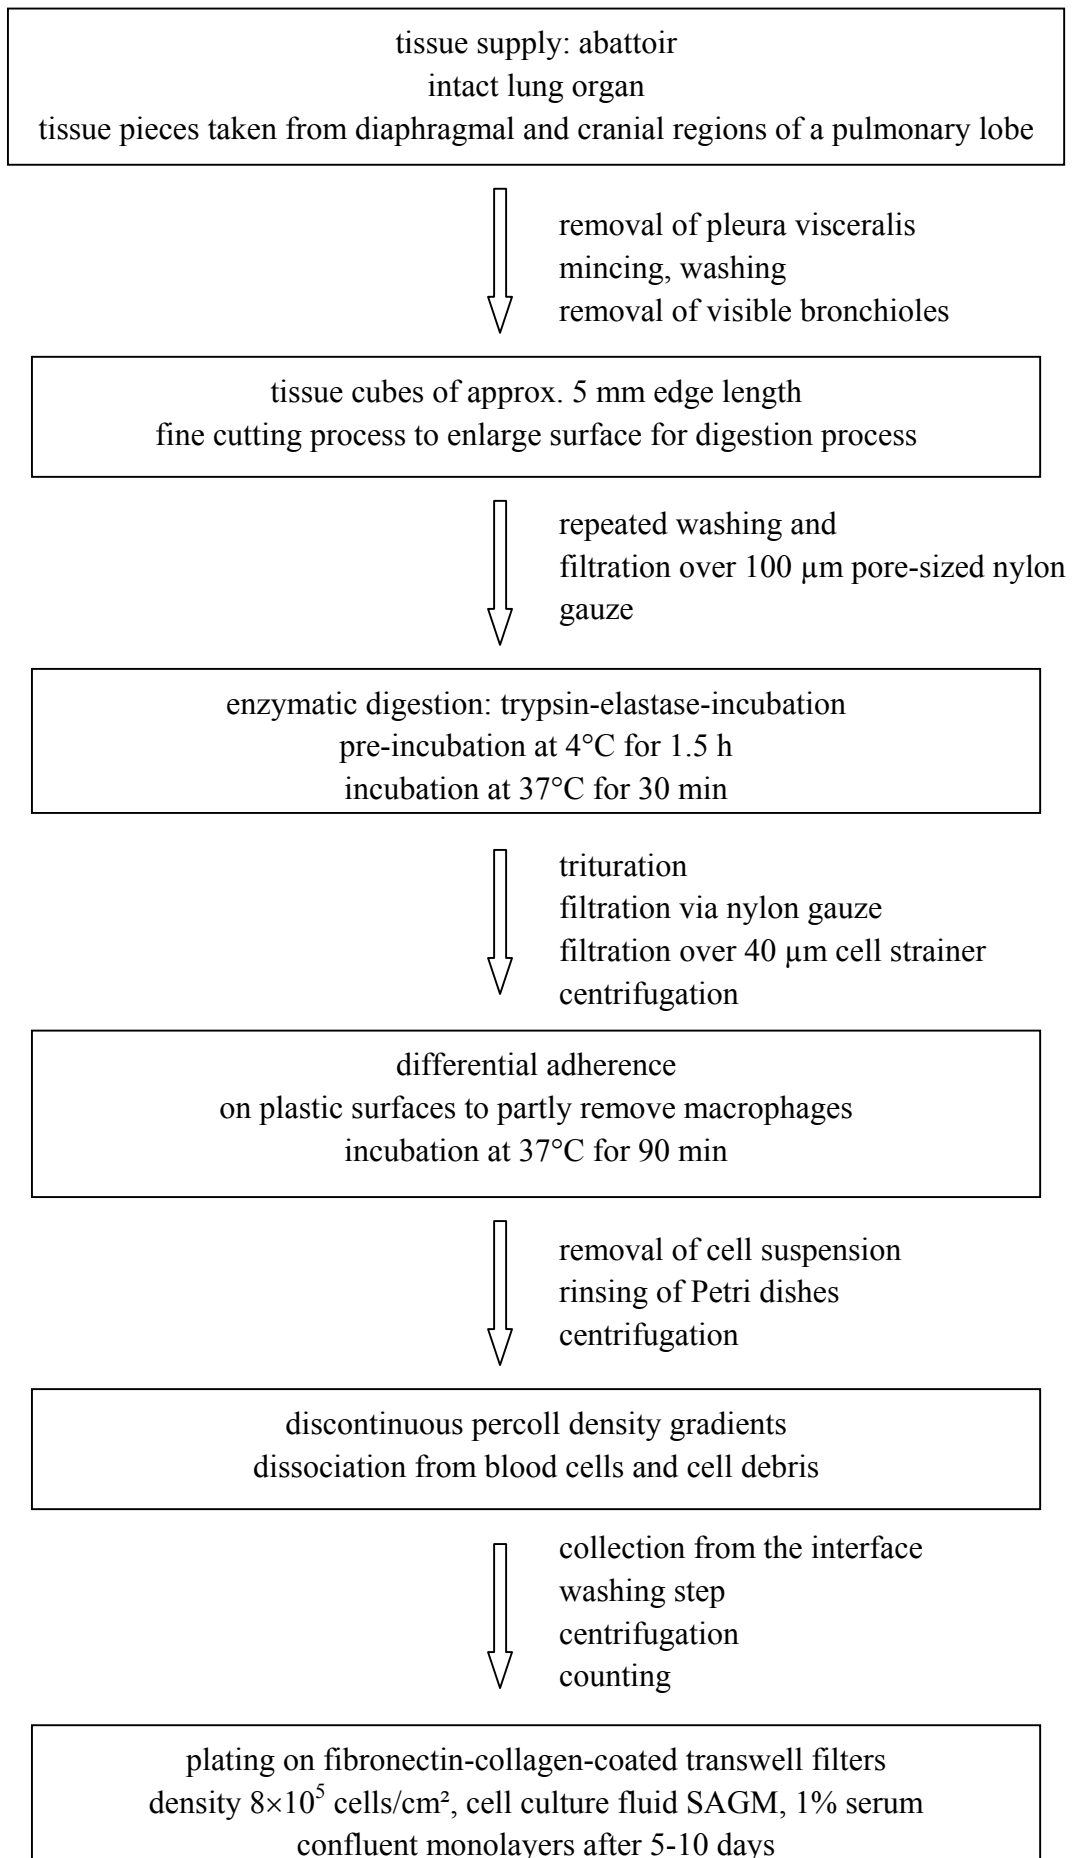 tissue supply: abattoir
intact lung organ
tissue pieces taken from diaphragmal and cranial regions of a pulmonary lobe
removal of pleura visceralis
mincing, washing
removal of visible bronchioles
tissue cubes of approx. 5 mm edge length
fine cutting process to enlarge surface for digestion process
repeated washing and
filtration over 100 µm pore-sized nylon
gauze
enzymatic digestion: trypsin-elastase-incubation
pre-incubation at 4°C for 1.5 h
incubation at 37°C for 30 min
trituration
filtration via nylon gauze
filtration over 40 µm cell strainer
centrifugation
differential adherence
on plastic surfaces to partly remove macrophages
incubation at 37°C for 90 min
removal of cell suspension
rinsing of Petri dishes
centrifugation
discontinuous percoll density gradients
dissociation from blood cells and cell debris
collection from the interface
washing step
centrifugation
counting
plating on fibronectin-collagen-coated transwell filters
density 8×10⁵ cells/cm², cell culture fluid SAGM, 1% serum
confluent monolayers after 5-10 days